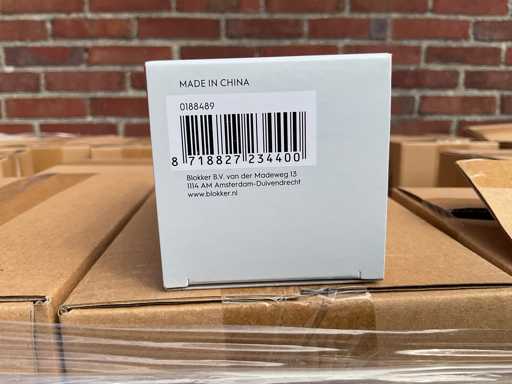 MADE IN CHINA
0188489
8 718827 234400
Blokker B.V. van der Madeweg 13
1114 AM Amsterdam-Duivendrecht
www.blokker.nl